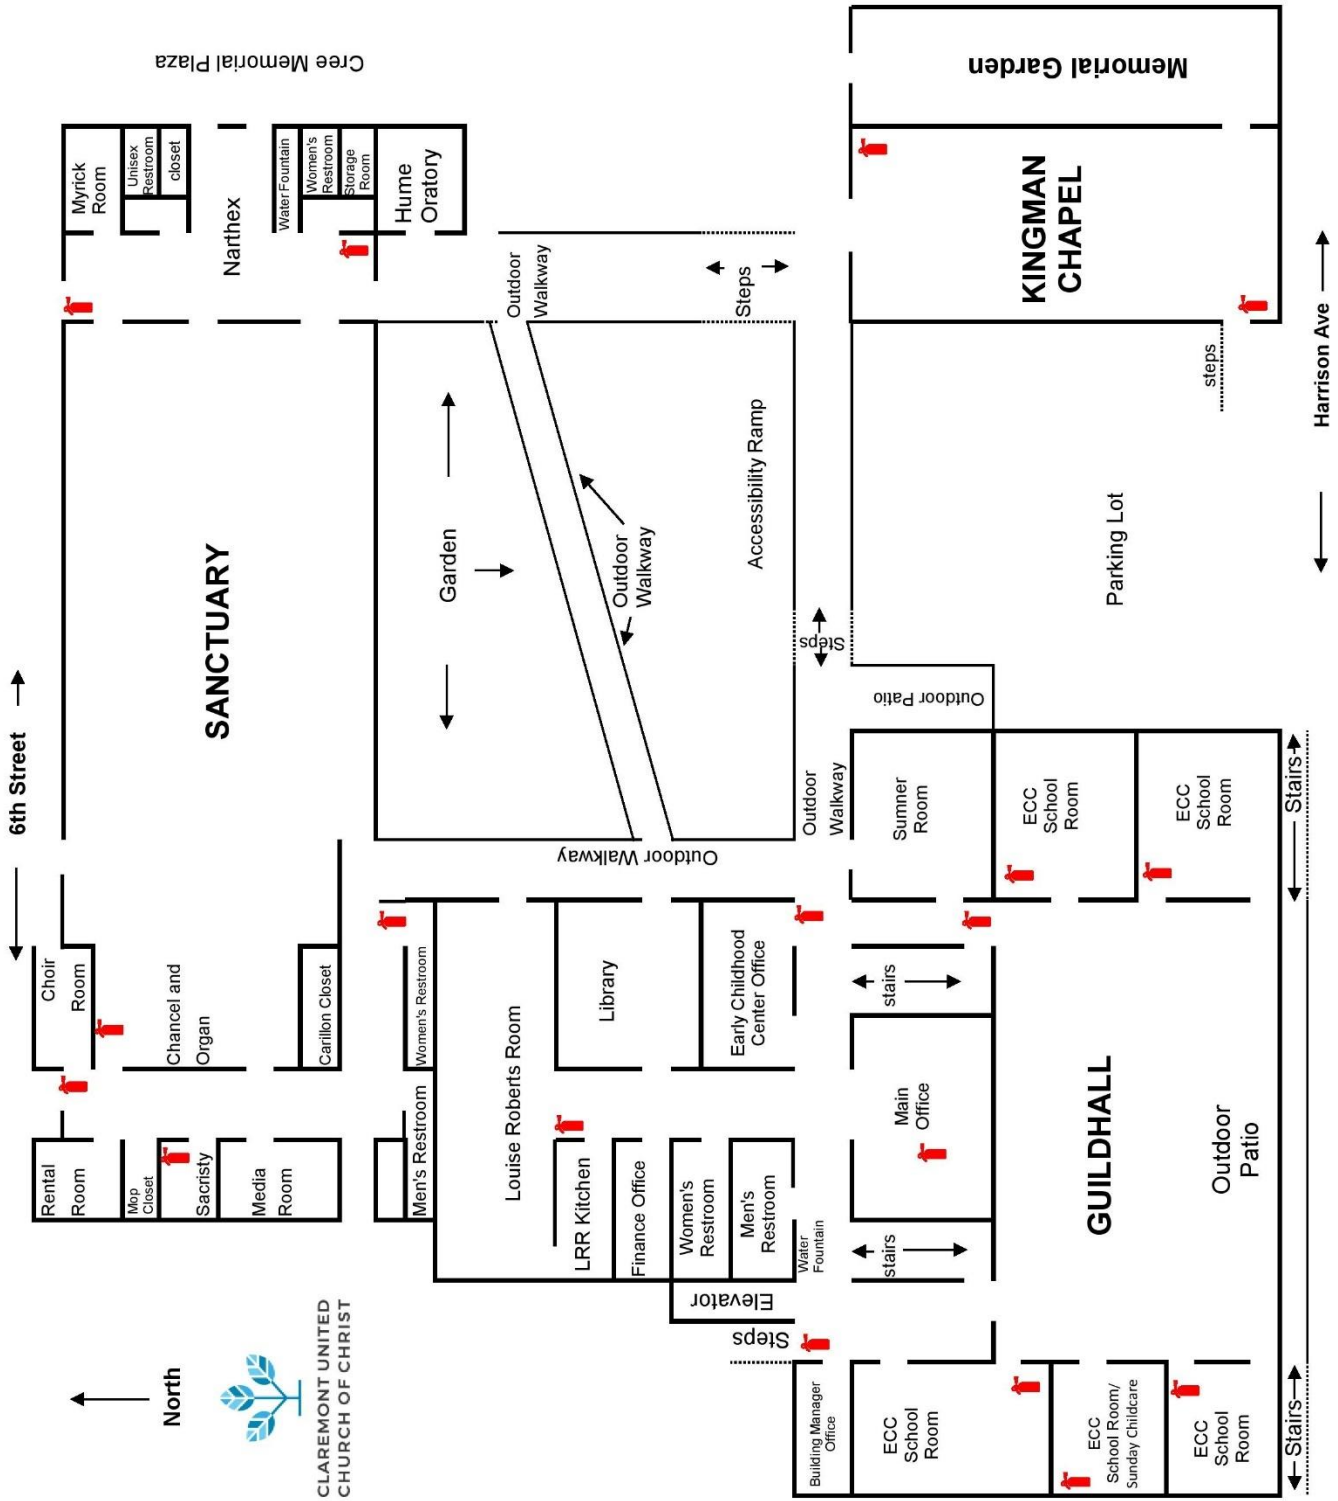 Cree Memorial Plaza
6th Street
Myrick
Room
Unisex
Restroom
closet
Narthex
Water Fountain
Women's
Restroom
Storage
Room
Hume
Oratory
SANCTUARY
Choir
Room
Chancel and
Organ
Carillon Closet
Rental
Room
Mop
Closet
Sacristy
Media
Room
Women's Restroom
Men's Restroom
Louise Roberts Room
Library
Early Childhood
Center Office
LRR Kitchen
Finance Office
Women's
Restroom
Men's
Restroom
Water
Fountain
Elevator
Steps
Garden
Outdoor
Walkway
Outdoor
Walkway
Outdoor Walkway
Outdoor
Walkway
Accessibility Ramp
Steps
Steps
Outdoor Patio
Memorial Garden
KINGMAN
CHAPEL
steps
Parking Lot
Harrison Ave
Sumner
Room
ECC
School
Room
ECC
School
Room
Stairs
stairs
Main
Office
stairs
GUILDHALL
Outdoor
Patio
Building Manager
Office
ECC
School
Room
ECC
School Room/
Sunday Childcare
ECC
School
Room
Stairs
North
CLAREMONT UNITED
CHURCH OF CHRIST